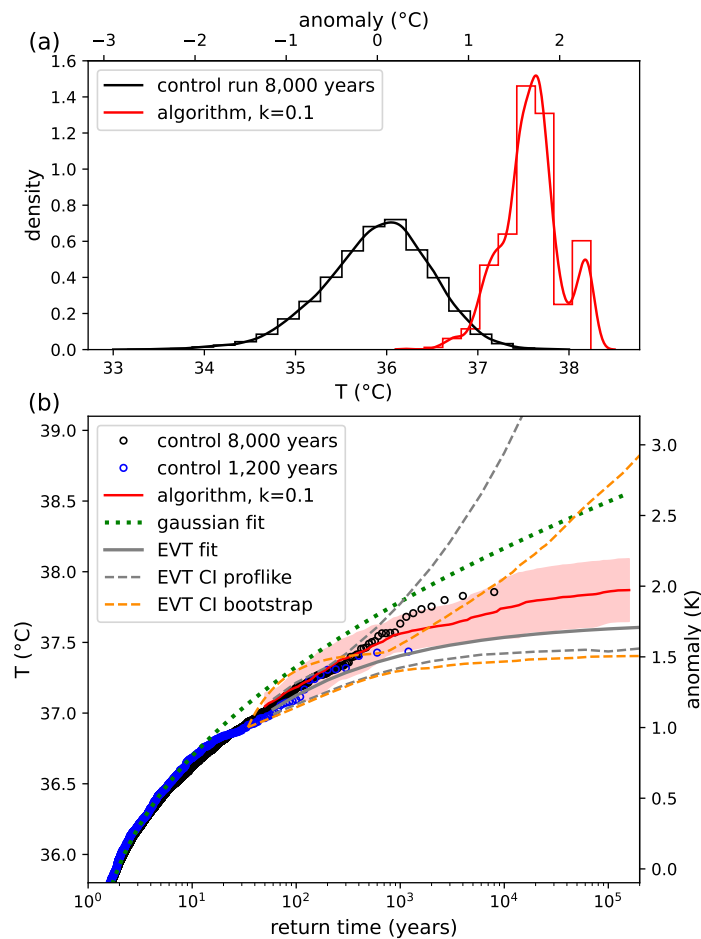 anomaly (°C)
(a)
−3 −2 −1 0 1 2
1.6
1.4
1.2
1.0
0.8
0.6
0.4
0.2
0.0
density
control run 8,000 years
algorithm, k=0.1
33 34 35 36 37 38
T (°C)
(b)
39.0
38.5
38.0
37.5
37.0
36.5
36.0
T (°C)
control 8,000 years
control 1,200 years
algorithm, k=0.1
gaussian fit
EVT fit
EVT CI proflike
EVT CI bootstrap
3.0
2.5
2.0
1.5
1.0
0.5
0.0
anomaly (K)
10⁰ 10¹ 10² 10³ 10⁴ 10⁵
return time (years)